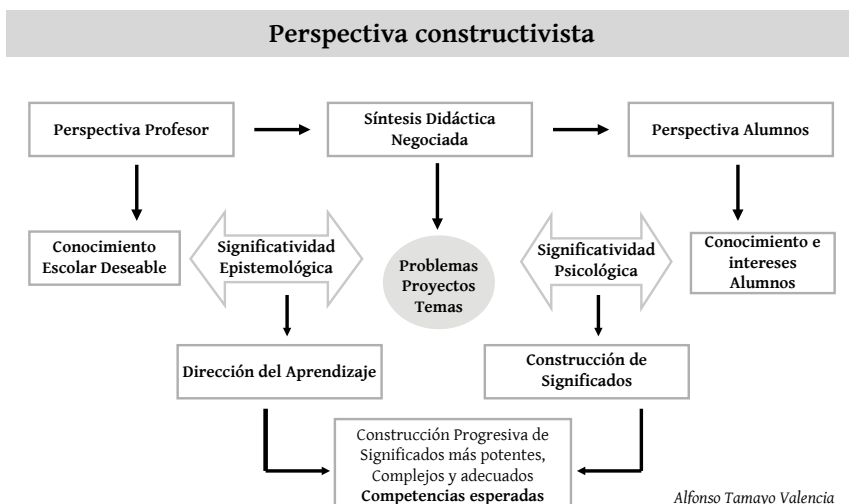 Perspectiva constructivista
Perspectiva Profesor
Síntesis Didáctica
Negociada
Perspectiva Alumnos
Conocimiento
Escolar Deseable
Significatividad
Epistemológica
Problemas
Proyectos
Temas
Significatividad
Psicológica
Conocimiento e
intereses
Alumnos
Dirección del Aprendizaje
Construcción de
Significados
Construcción Progresiva de
Significados más potentes,
Complejos y adecuados
Competencias esperadas
Alfonso Tamayo Valencia